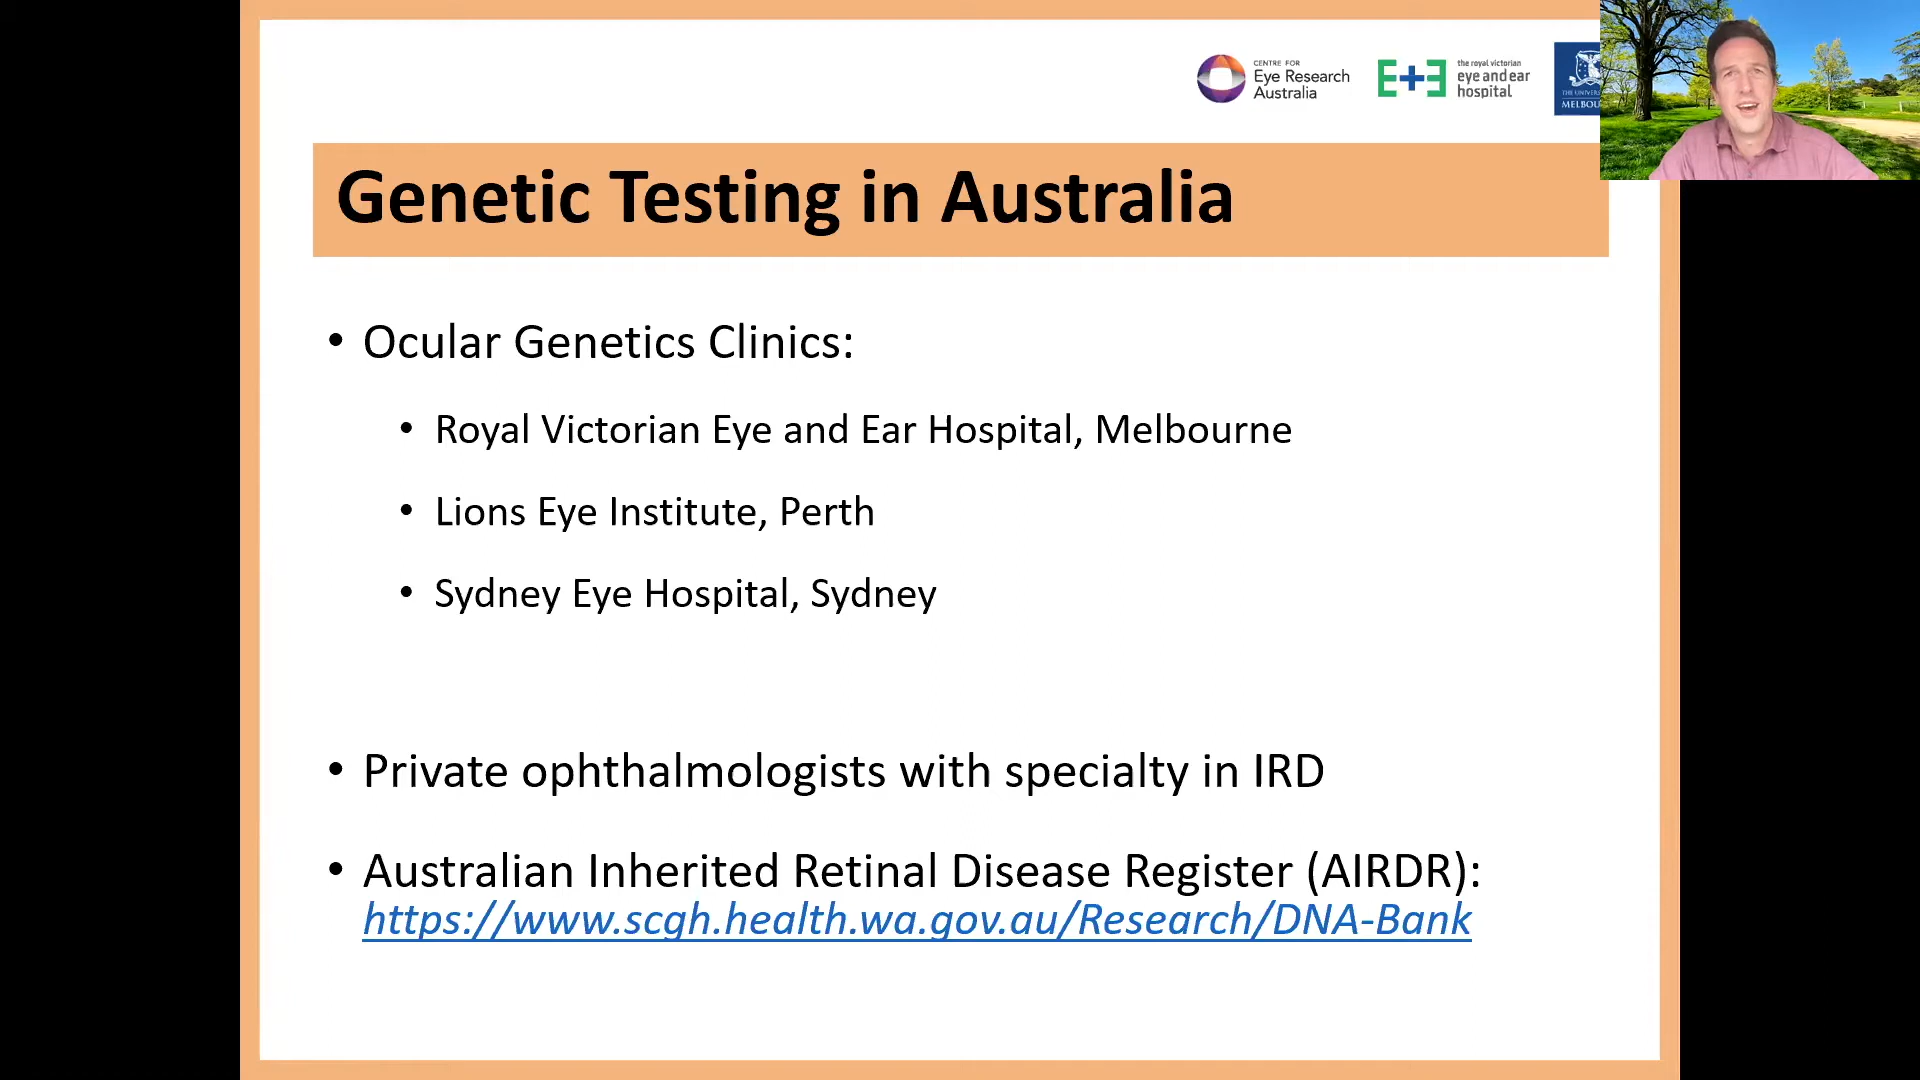 CENTRE FOR
Eye Research
Australia
E+E
the royal victorian
eye and ear
hospital
MELBOU
Genetic Testing in Australia
• Ocular Genetics Clinics:
• Royal Victorian Eye and Ear Hospital, Melbourne
• Lions Eye Institute, Perth
• Sydney Eye Hospital, Sydney
• Private ophthalmologists with specialty in IRD
• Australian Inherited Retinal Disease Register (AIRDR):
https://www.scgh.health.wa.gov.au/Research/DNA-Bank